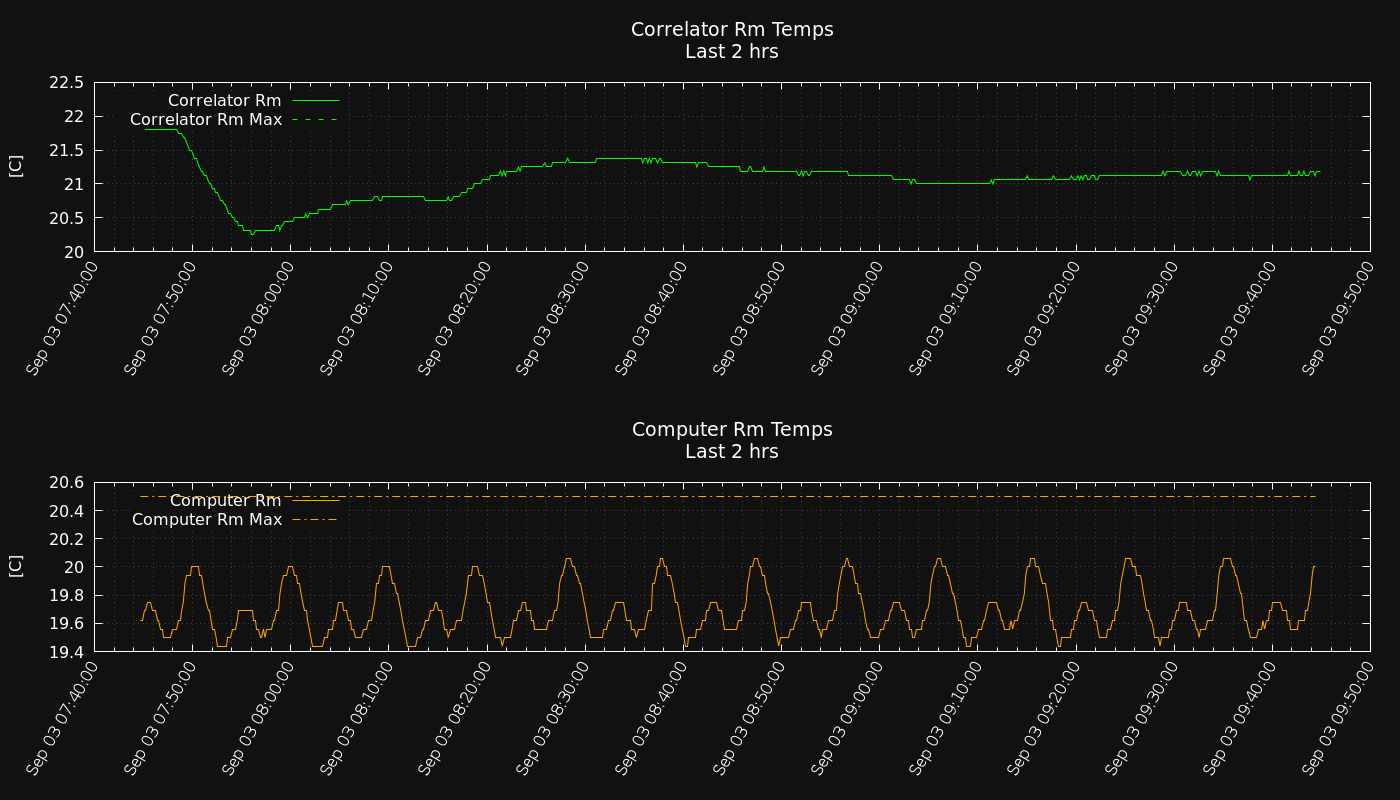 Correlator Rm Temps
Last 2 hrs
[C]
22.5
22
21.5
21
20.5
20
Correlator Rm
Correlator Rm Max
Sep 03 07:40:00
Sep 03 07:50:00
Sep 03 08:00:00
Sep 03 08:10:00
Sep 03 08:20:00
Sep 03 08:30:00
Sep 03 08:40:00
Sep 03 08:50:00
Sep 03 09:00:00
Sep 03 09:10:00
Sep 03 09:20:00
Sep 03 09:30:00
Sep 03 09:40:00
Sep 03 09:50:00
Computer Rm Temps
Last 2 hrs
[C]
20.6
20.4
20.2
20
19.8
19.6
19.4
Computer Rm
Computer Rm Max
Sep 03 07:40:00
Sep 03 07:50:00
Sep 03 08:00:00
Sep 03 08:10:00
Sep 03 08:20:00
Sep 03 08:30:00
Sep 03 08:40:00
Sep 03 08:50:00
Sep 03 09:00:00
Sep 03 09:10:00
Sep 03 09:20:00
Sep 03 09:30:00
Sep 03 09:40:00
Sep 03 09:50:00